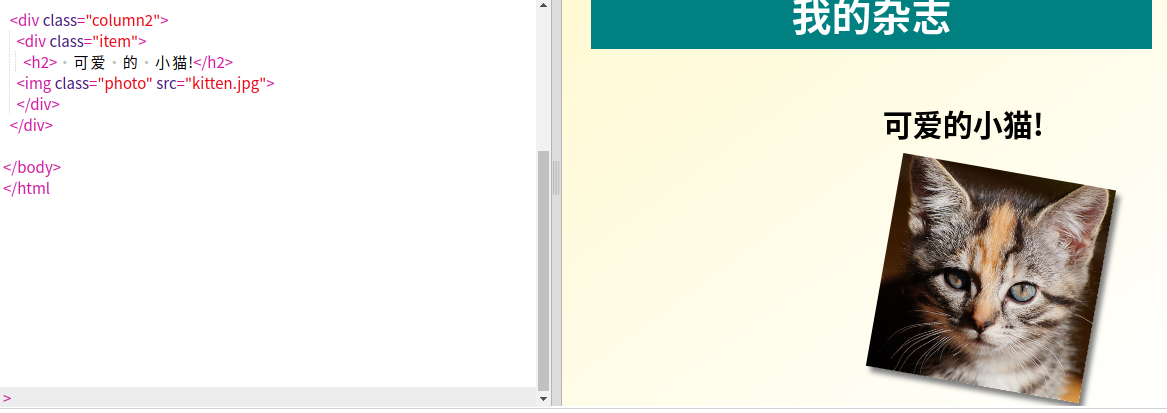 <div class="column2">
<div class="item">
<h2> · 可爱 · 的 · 小猫!</h2>
<img class="photo" src="kitten.jpg">
</div>
</div>
</body>
</html
>
我的杂志
可爱的小猫!